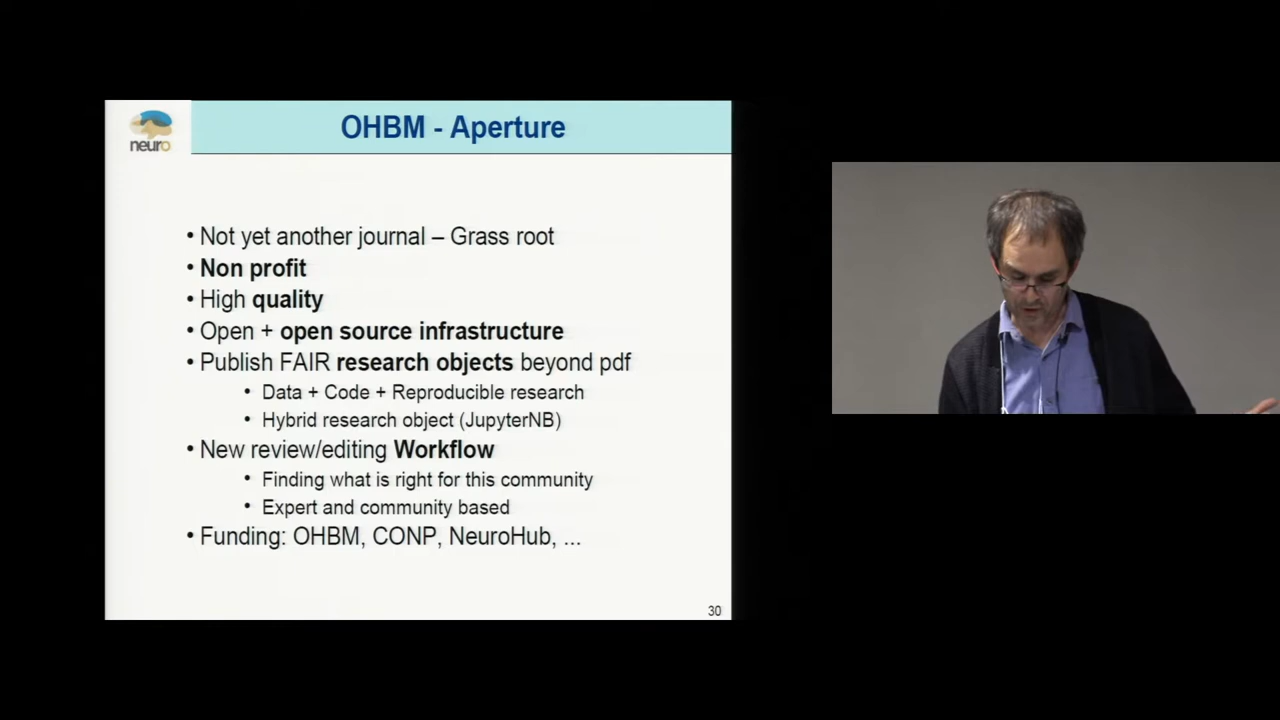 neuro
OHBM - Aperture
• Not yet another journal – Grass root
• Non profit
• High quality
• Open + open source infrastructure
• Publish FAIR research objects beyond pdf
• Data + Code + Reproducible research
• Hybrid research object (JupyterNB)
• New review/editing Workflow
• Finding what is right for this community
• Expert and community based
• Funding: OHBM, CONP, NeuroHub, ...
30